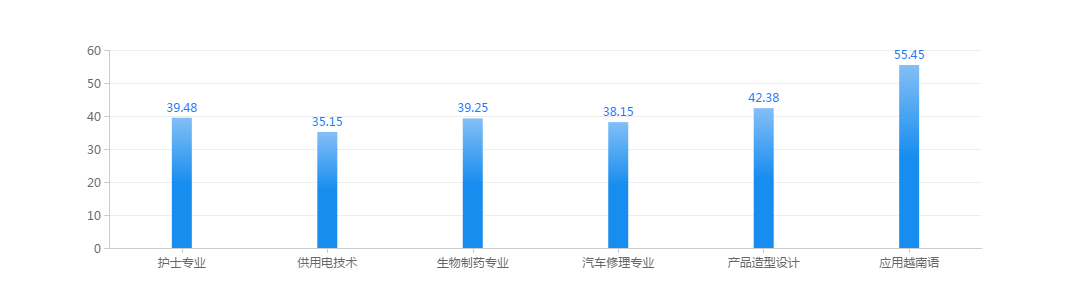 60
50
40
30
20
10
0
39.48
35.15
39.25
38.15
42.38
55.45
护士专业
供用电技术
生物制药专业
汽车修理专业
产品造型设计
应用越南语